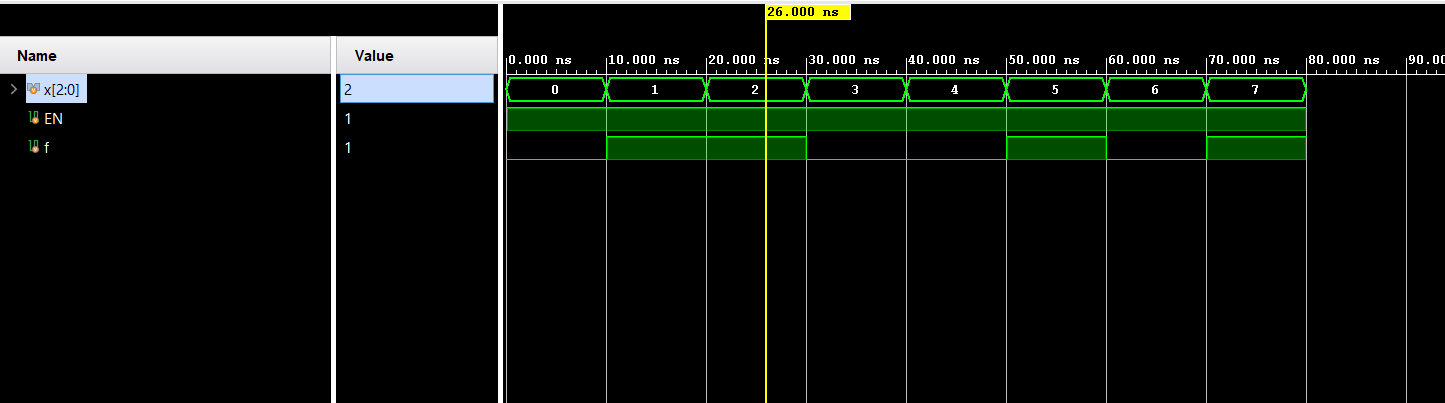 26.000 ns
Name Value
0.000 ns 10.000 ns 20.000 ns 30.000 ns 40.000 ns 50.000 ns 60.000 ns 70.000 ns 80.000 ns 90.00
x[2:0] 2 0 1 2 3 4 5 6 7
EN 1
f 1